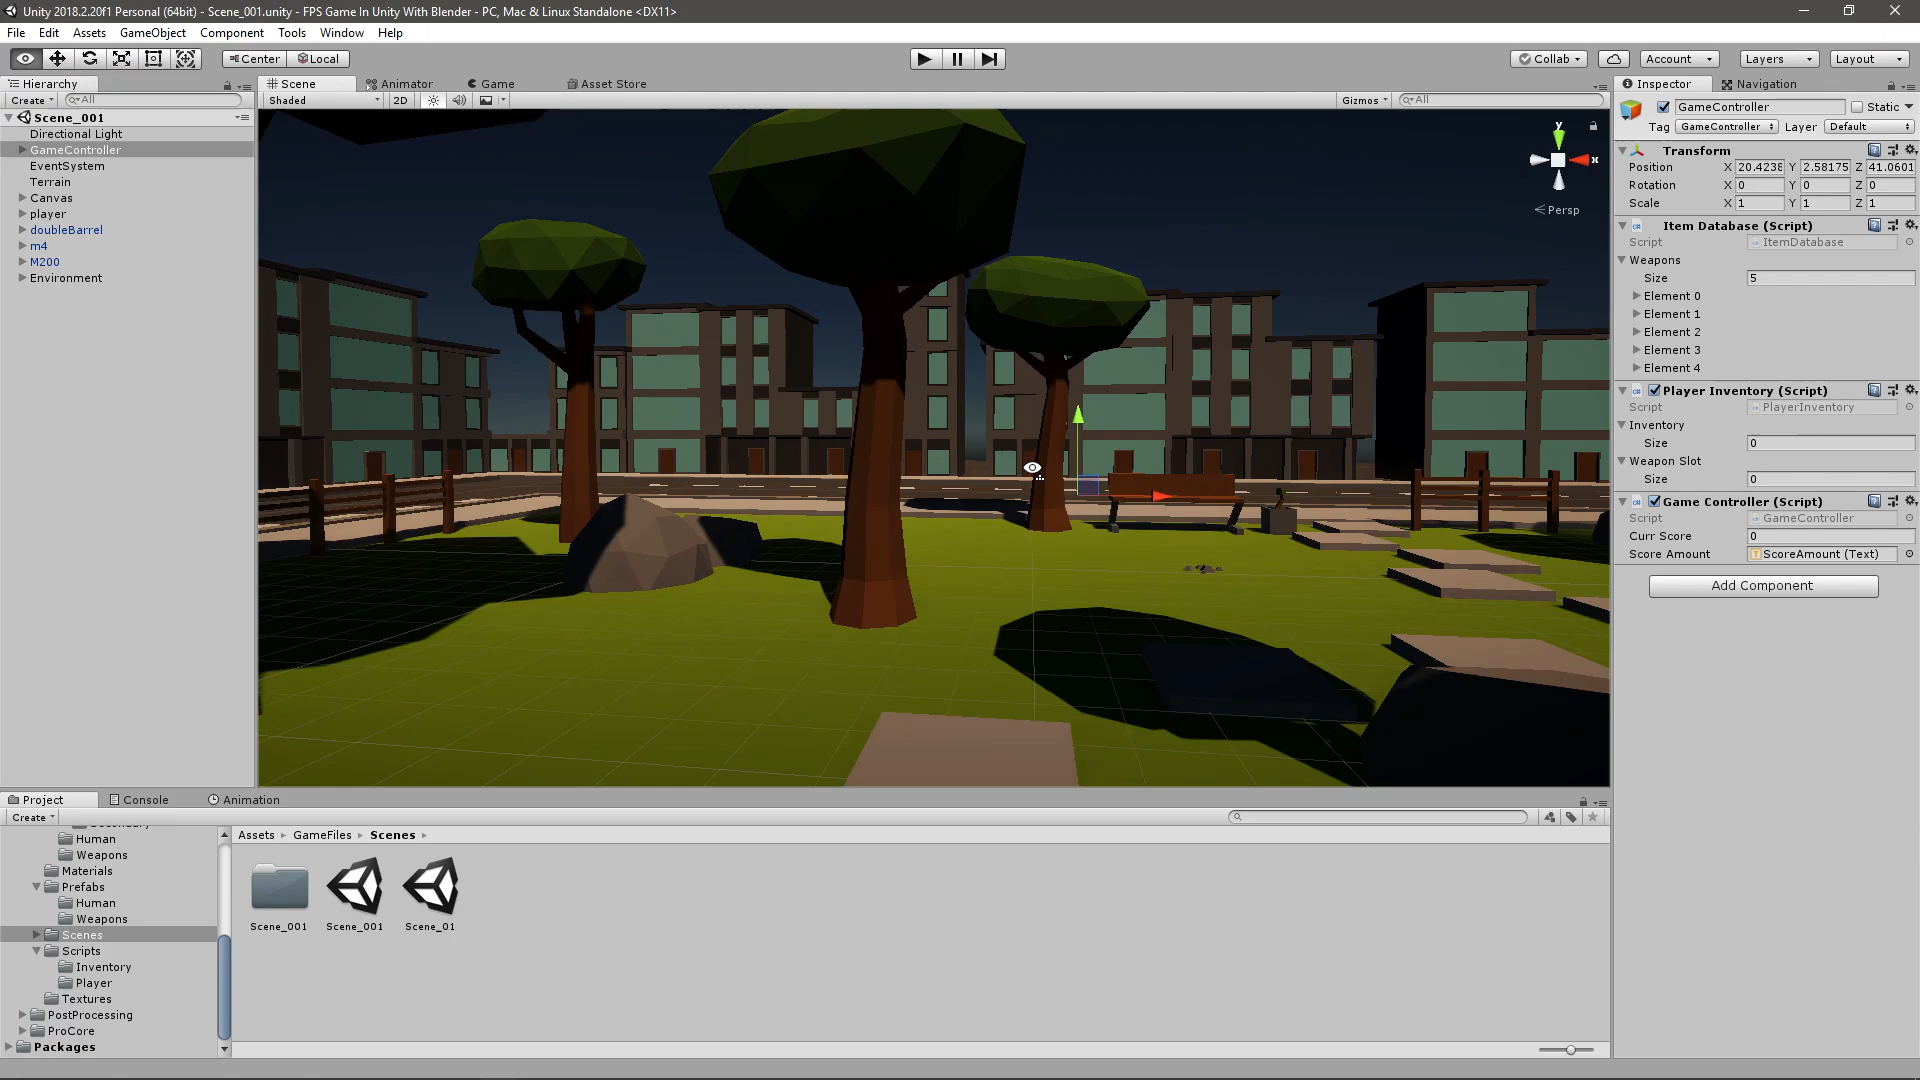 Unity 2018.2.20f1 Personal (64bit) - Scene_001.unity - FPS Game In Unity With Blender - PC, Mac & Linux Standalone <DX11>
File Edit Assets GameObject Component Tools Window Help
Center Local Collab Account Layers Layout
Hierarchy
Create All
Scene_001
Directional Light
GameController
EventSystem
Terrain
Canvas
player
doubleBarrel
m4
M200
Environment
Scene Animator Game Asset Store
Shaded 2D Gizmos All
y
x
Persp
Inspector Navigation
GameController Static
Tag GameController Layer Default
Transform
Position X 20.4238 Y 2.58175 Z 41.0601
Rotation X 0 Y 0 Z 0
Scale X 1 Y 1 Z 1
Item Database (Script)
Script ItemDatabase
Weapons
Size 5
Element 0
Element 1
Element 2
Element 3
Element 4
Player Inventory (Script)
Script PlayerInventory
Inventory
Size 0
Weapon Slot
Size 0
Game Controller (Script)
Script GameController
Curr Score 0
Score Amount ScoreAmount (Text)
Add Component
Project Console Animation
Create
Human
Weapons
Materials
Prefabs
Human
Weapons
Scenes
Scripts
Inventory
Player
Textures
PostProcessing
ProCore
Packages
Assets GameFiles Scenes
Scene_001 Scene_001 Scene_01